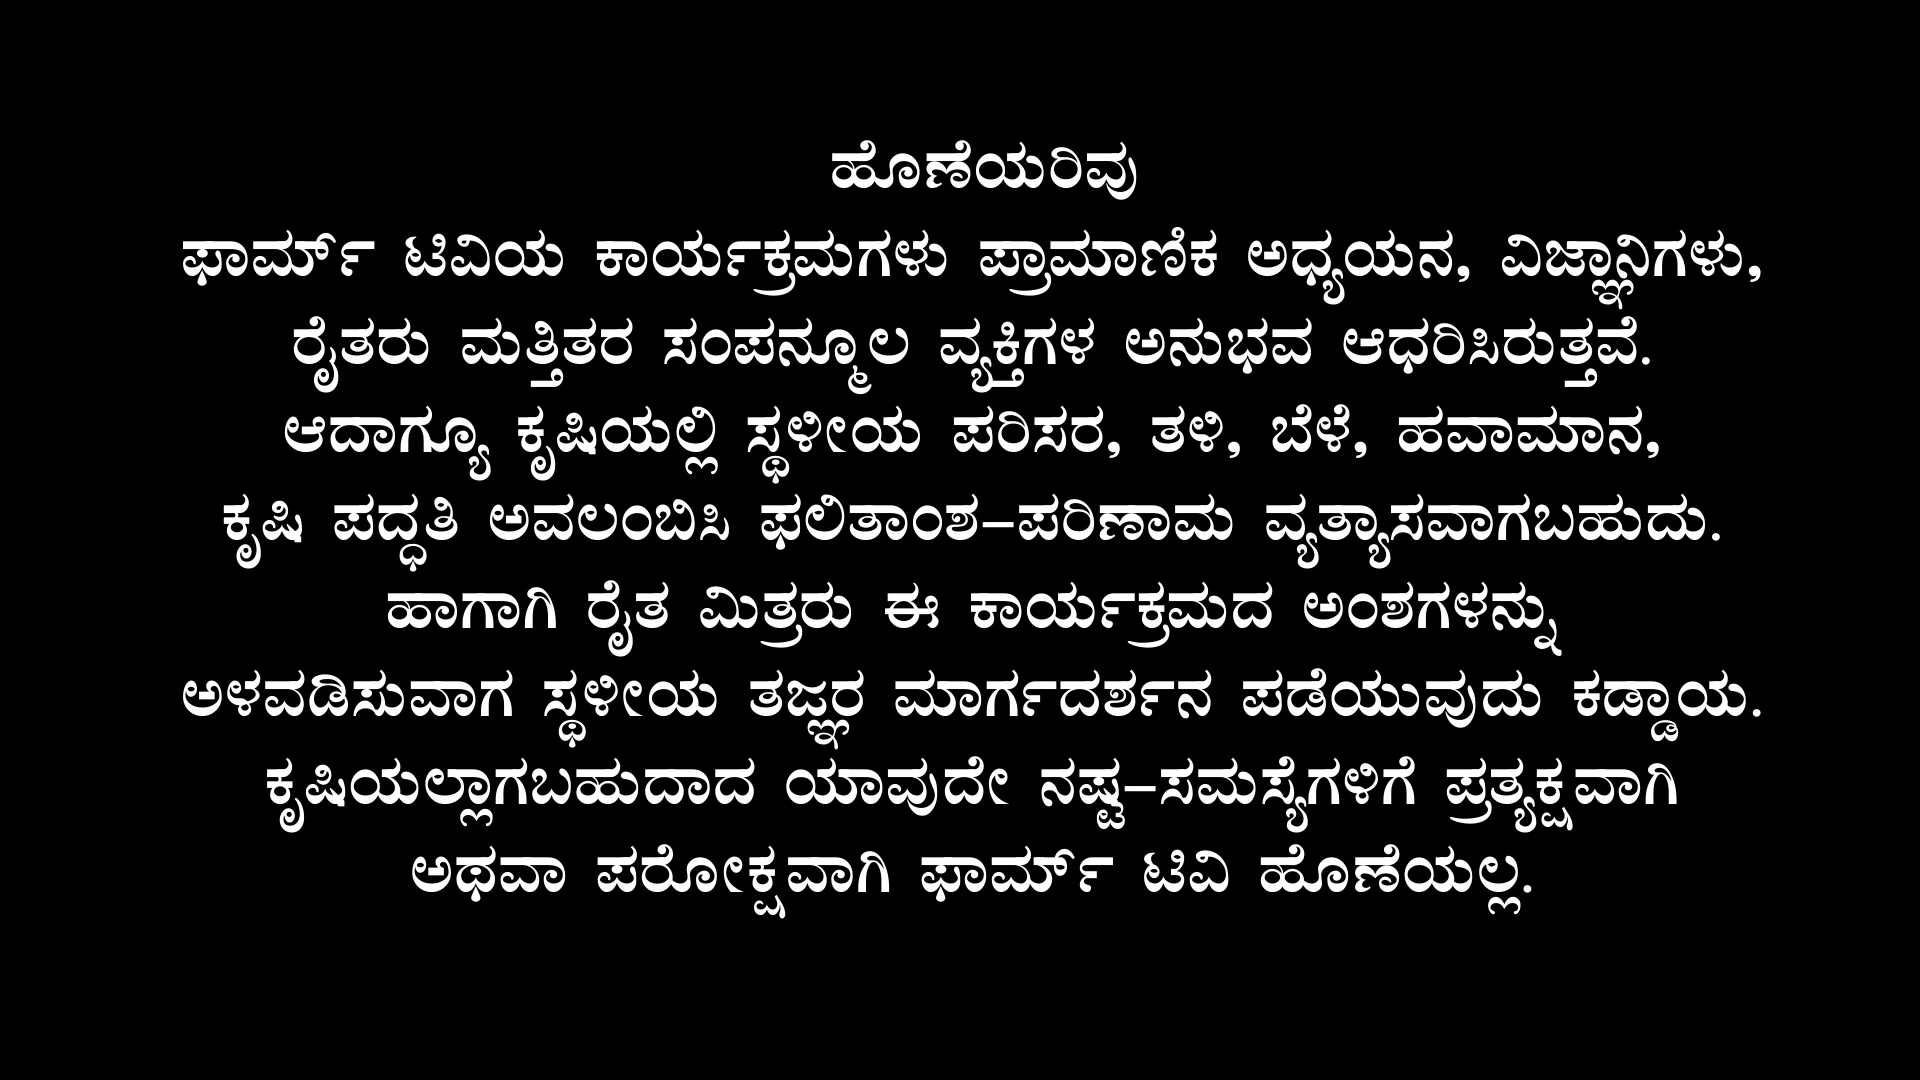 ಹೊಣೆಯರಿವು
ಫಾರ್ಮ್ ಟಿವಿಯ ಕಾರ್ಯಕ್ರಮಗಳು ಪ್ರಾಮಾಣಿಕ ಅಧ್ಯಯನ, ವಿಜ್ಞಾನಿಗಳು,
ರೈತರು ಮತ್ತಿತರ ಸಂಪನ್ಮೂಲ ವ್ಯಕ್ತಿಗಳ ಅನುಭವ ಆಧರಿಸಿರುತ್ತವೆ.
ಆದಾಗ್ಯೂ ಕೃಷಿಯಲ್ಲಿ ಸ್ಥಳೀಯ ಪರಿಸರ, ತಳಿ, ಬೆಳೆ, ಹವಾಮಾನ,
ಕೃಷಿ ಪದ್ಧತಿ ಅವಲಂಬಿಸಿ ಫಲಿತಾಂಶ–ಪರಿಣಾಮ ವ್ಯತ್ಯಾಸವಾಗಬಹುದು.
ಹಾಗಾಗಿ ರೈತ ಮಿತ್ರರು ಈ ಕಾರ್ಯಕ್ರಮದ ಅಂಶಗಳನ್ನು
ಅಳವಡಿಸುವಾಗ ಸ್ಥಳೀಯ ತಜ್ಞರ ಮಾರ್ಗದರ್ಶನ ಪಡೆಯುವುದು ಕಡ್ಡಾಯ.
ಕೃಷಿಯಲ್ಲಾಗಬಹುದಾದ ಯಾವುದೇ ನಷ್ಟ–ಸಮಸ್ಯೆಗಳಿಗೆ ಪ್ರತ್ಯಕ್ಷವಾಗಿ
ಅಥವಾ ಪರೋಕ್ಷವಾಗಿ ಫಾರ್ಮ್ ಟಿವಿ ಹೊಣೆಯಲ್ಲ.